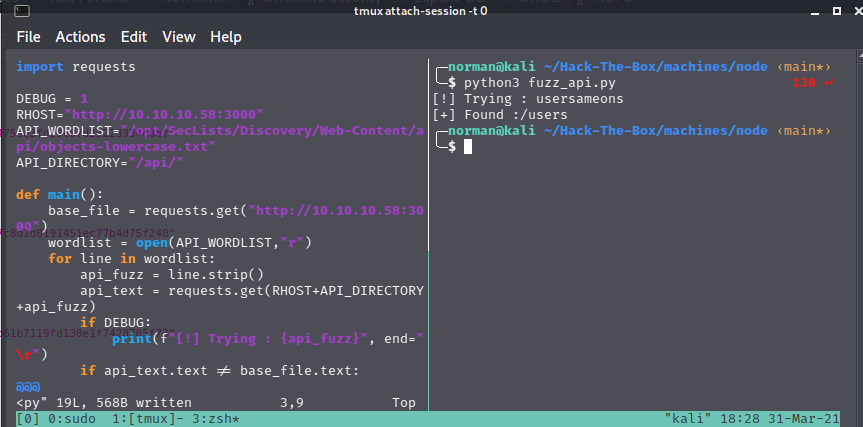 tmux attach-session -t 0
File Actions Edit View Help
import requests
DEBUG = 1
RHOST="http://10.10.10.58:3000"
API_WORDLIST="/opt/SecLists/Discovery/Web-Content/a
pi/objects-lowercase.txt"
API_DIRECTORY="/api/"
def main():
    base_file = requests.get("http://10.10.10.58:30
00")
    wordlist = open(API_WORDLIST,"r")
    for line in wordlist:
        api_fuzz = line.strip()
        api_text = requests.get(RHOST+API_DIRECTORY
+api_fuzz)
        if DEBUG:
            print(f"[!] Trying : {api_fuzz}", end="
\r")
        if api_text.text ≠ base_file.text:
@@@
<py" 19L, 568B written 3,9 Top
norman@kali ~/Hack-The-Box/machines/node ‹main*›
$ python3 fuzz_api.py 130 ↵
[!] Trying : usersameons
[+] Found :/users
norman@kali ~/Hack-The-Box/machines/node ‹main*›
$
[0] 0:sudo 1:[tmux]- 3:zsh* "kali" 18:28 31-Mar-21